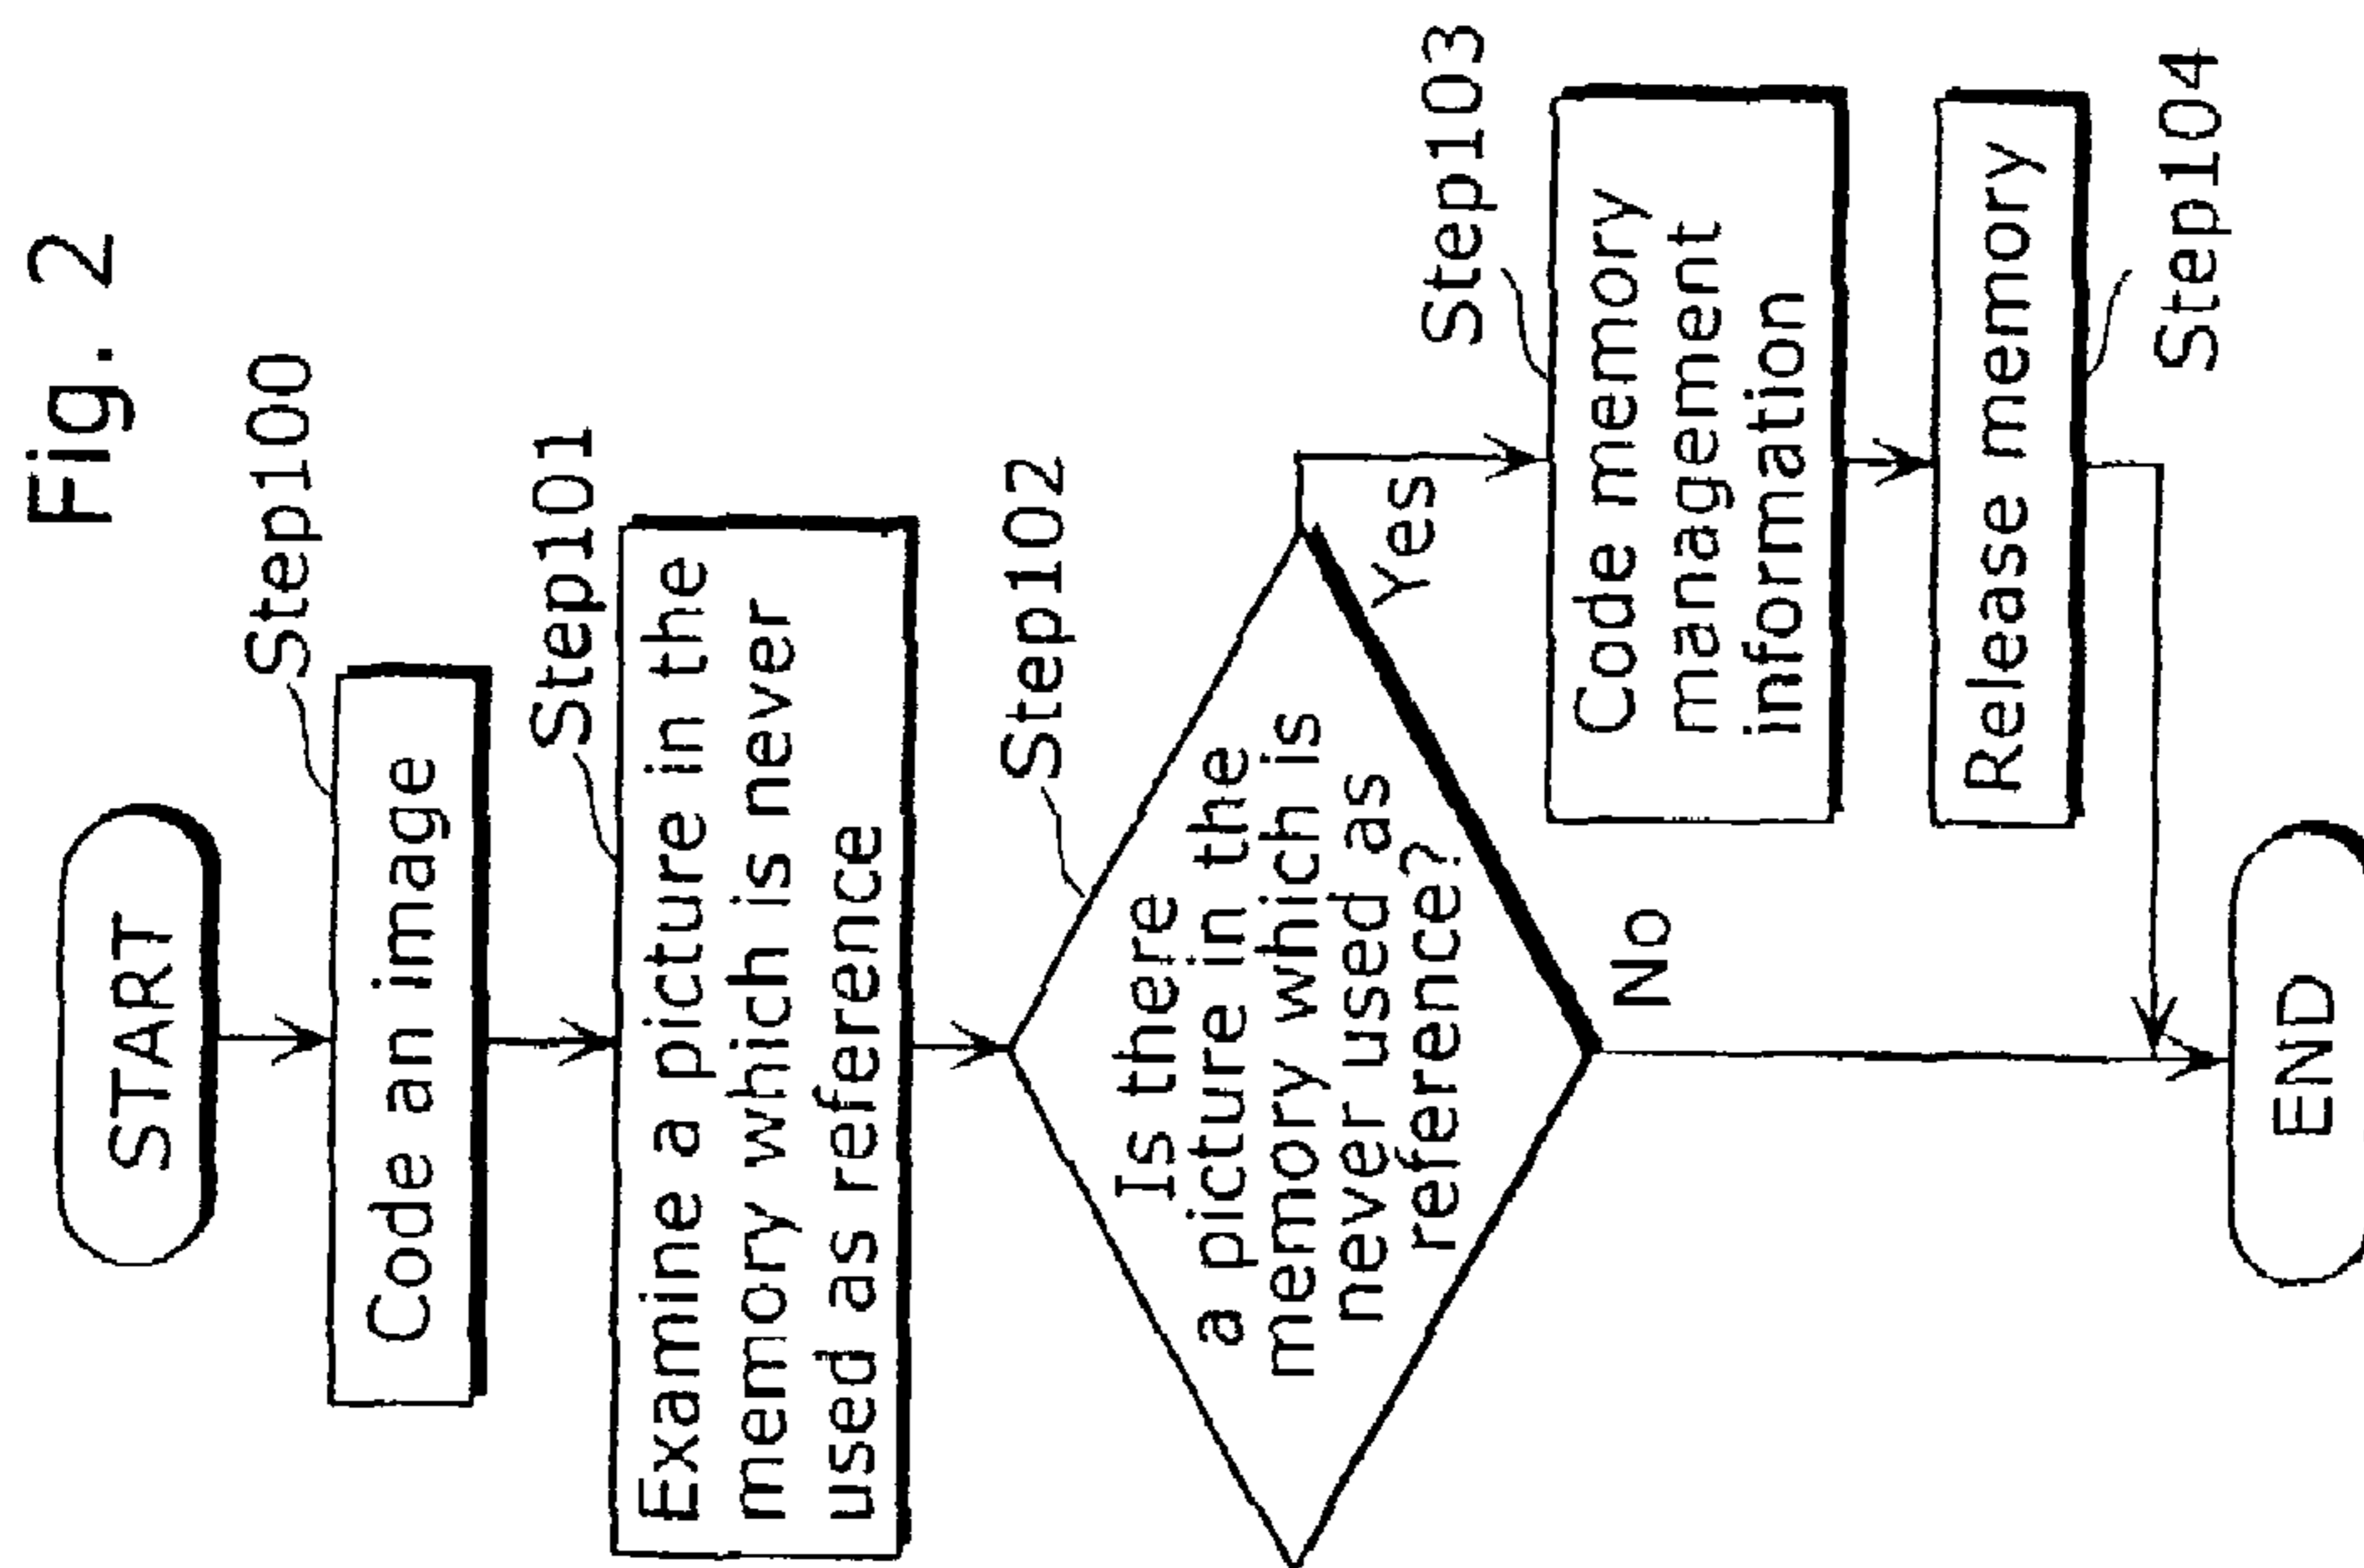 Fig. 2
START
Step100
Code an image
Step101
Examine a picture in the
memory which is never
used as reference
Step102
Is there
a picture in the
memory which is
never used as
reference?
Yes
No
Step103
Code memory
management
information
Release memory
Step104
END